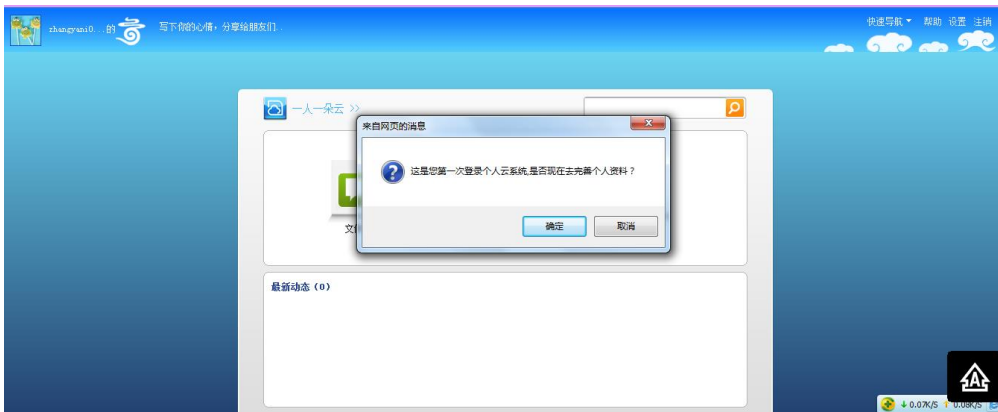 zhangyuni0...的
写下你的心情，分享给朋友们..
快速导航 帮助 设置 注销
一人一朵云 >>
来自网页的消息
这是您第一次登录个人云系统,是否现在去完善个人资料？
确定 取消
文
最新动态（0）
0.07K/S 0.08K/S